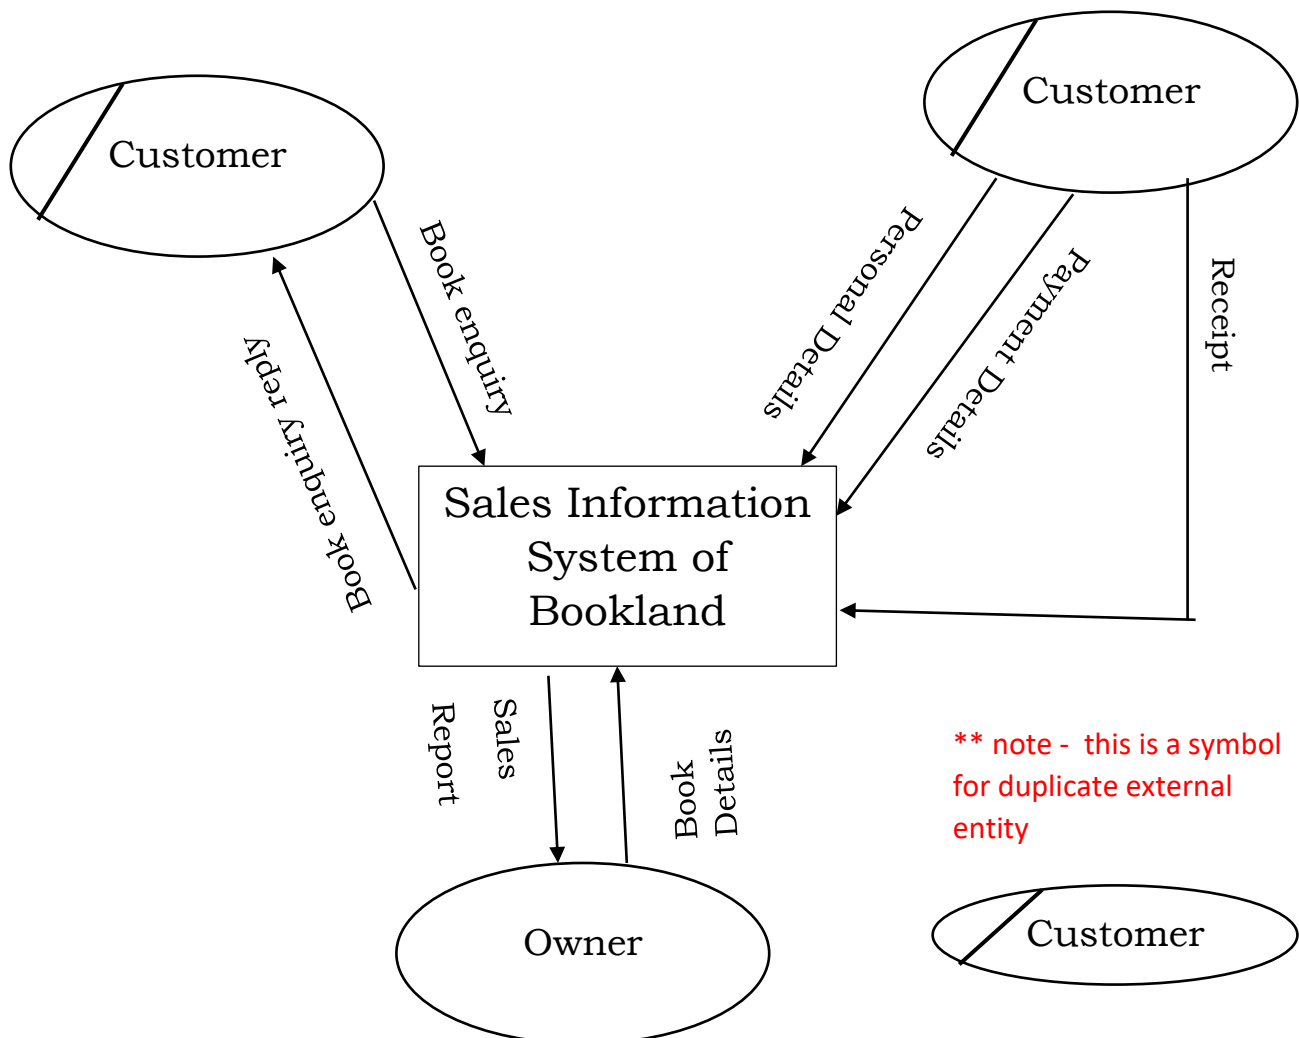 Customer
Customer
Book enquiry
Book enquiry reply
Personal Details
Payment Details
Receipt
Sales Information
System of
Bookland
Sales
Report
Book
Details
Owner
** note -  this is a symbol
for duplicate external
entity
Customer